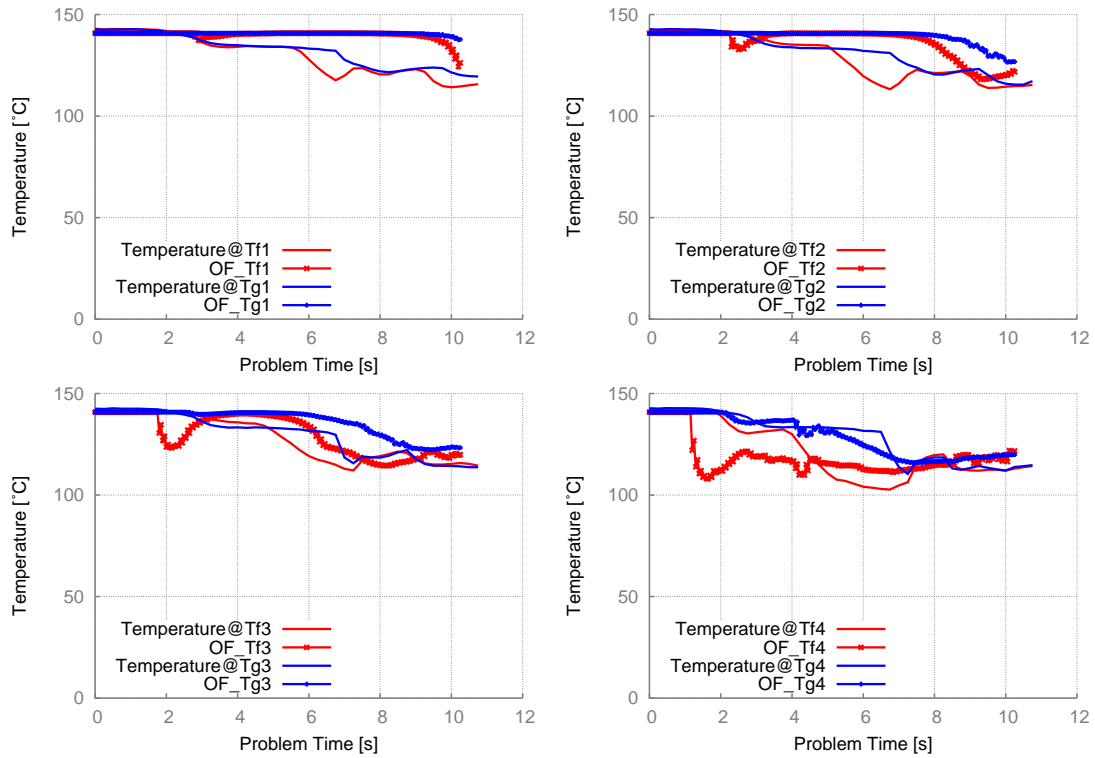 150
100
50
0
Temperature [˚C]
Temperature@Tf1
OF_Tf1
Temperature@Tg1
OF_Tg1
0 2 4 6 8 10 12
Problem Time [s]
150
100
50
0
Temperature [˚C]
Temperature@Tf2
OF_Tf2
Temperature@Tg2
OF_Tg2
0 2 4 6 8 10 12
Problem Time [s]
150
100
50
0
Temperature [˚C]
Temperature@Tf3
OF_Tf3
Temperature@Tg3
OF_Tg3
0 2 4 6 8 10 12
Problem Time [s]
150
100
50
0
Temperature [˚C]
Temperature@Tf4
OF_Tf4
Temperature@Tg4
OF_Tg4
0 2 4 6 8 10 12
Problem Time [s]